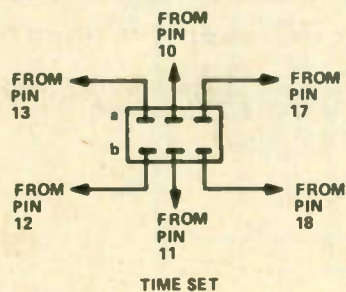 FROM
PIN
10
FROM
PIN
13
FROM
PIN
17
a
b
FROM
PIN
12
FROM
PIN
11
FROM
PIN
18
TIME SET